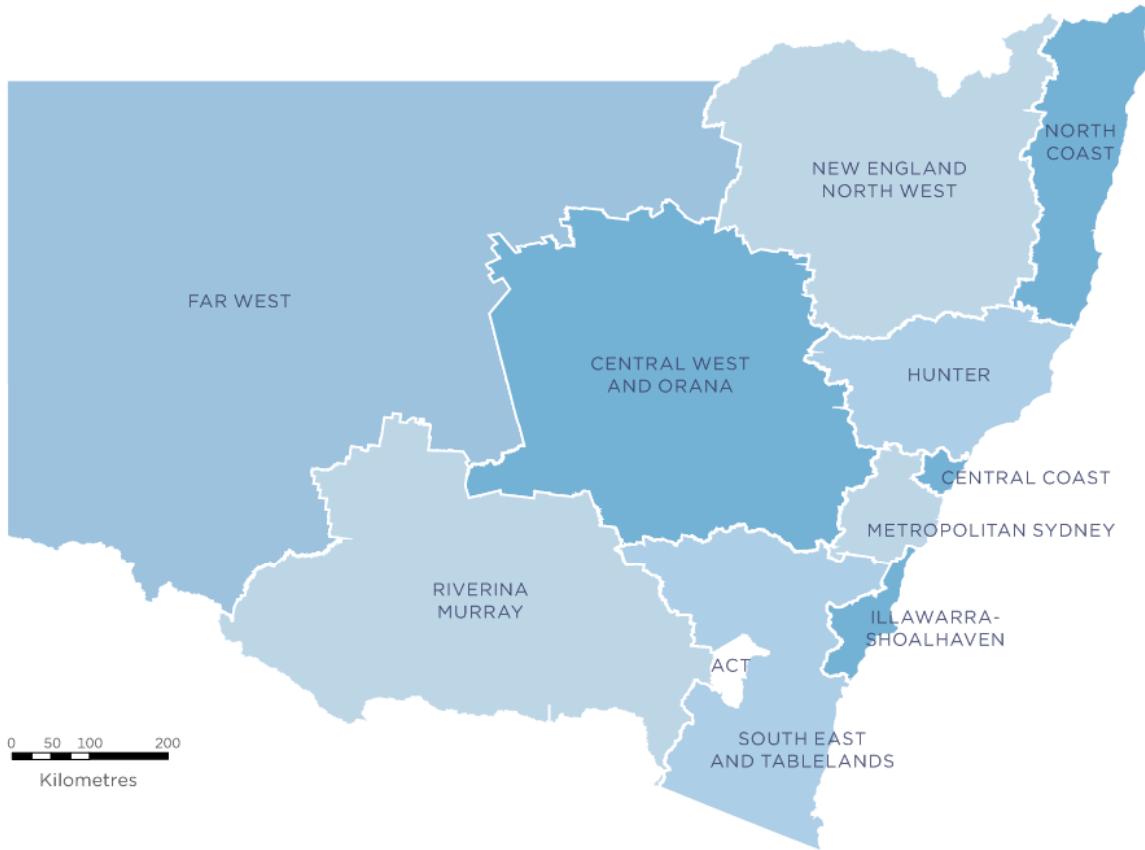 NORTH
COAST
NEW ENGLAND
NORTH WEST
FAR WEST
CENTRAL WEST
AND ORANA
HUNTER
CENTRAL COAST
METROPOLITAN SYDNEY
RIVERINA
MURRAY
ILLAWARRA-
SHOALHAVEN
ACT
SOUTH EAST
AND TABLELANDS
0 50 100 200
Kilometres